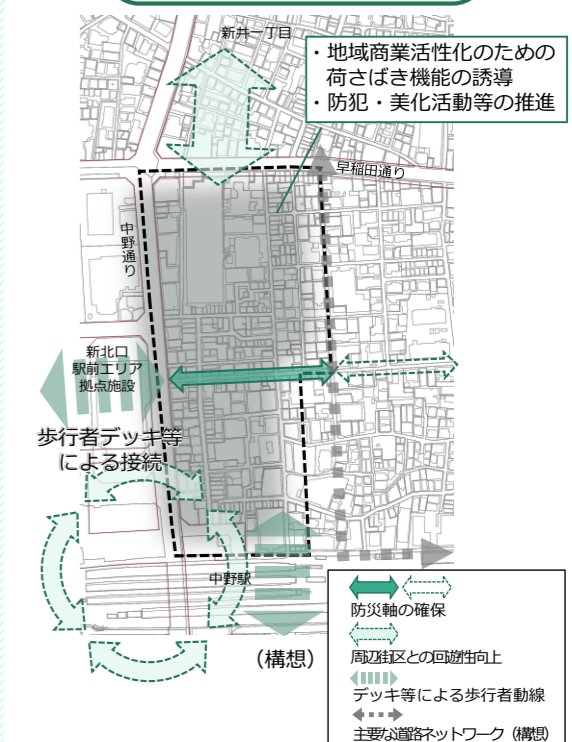 新井一丁目
・地域商業活性化のための
荷さばき機能の誘導
・防犯・美化活動等の推進
早稲田通り
中野通り
新北口
駅前エリア
拠点施設
歩行者デッキ等
による接続
中野駅
（構想）
防災軸の確保
周辺街区との回遊性向上
デッキ等による歩行者動線
主要な道路ネットワーク（構想）